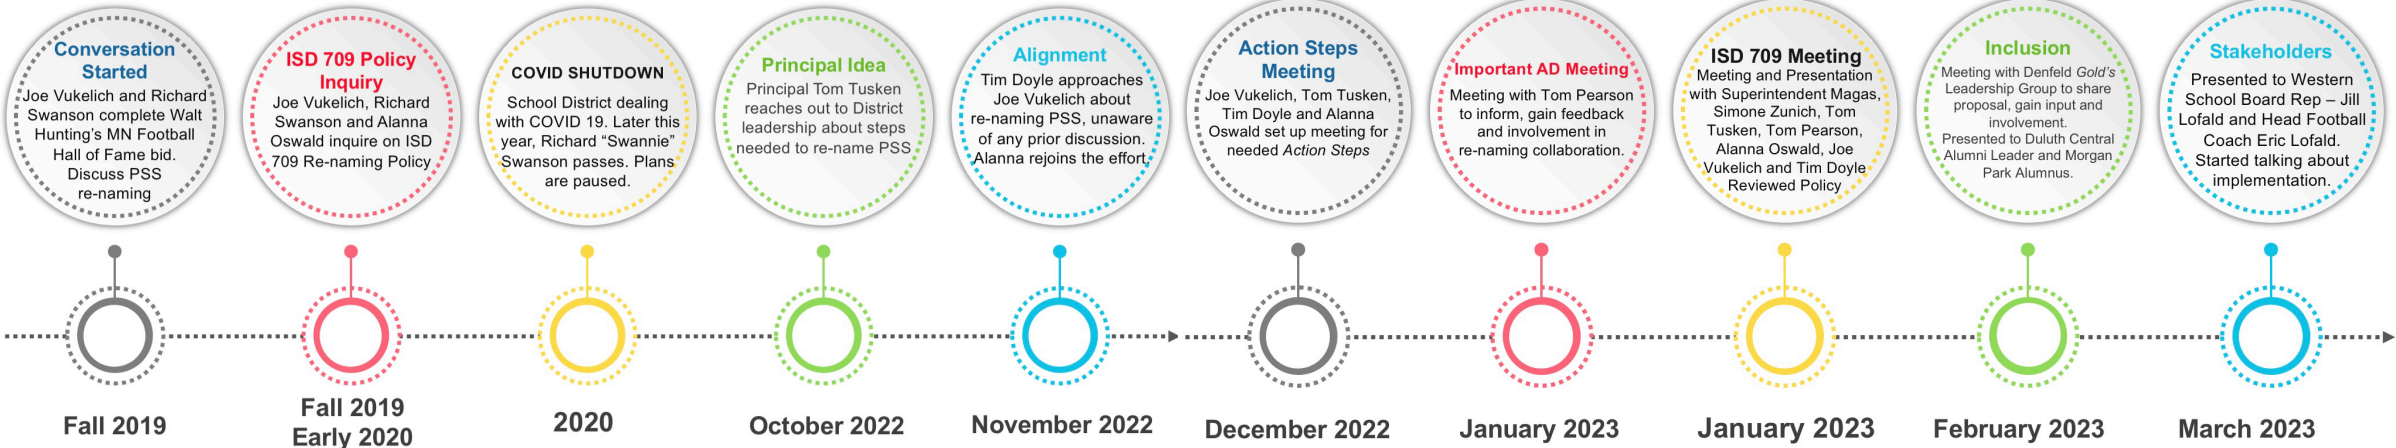 Conversation
Started
Joe Vukelich and Richard
Swanson complete Walt
Hunting's MN Football
Hall of Fame bid.
Discuss PSS
re-naming
Fall 2019
ISD 709 Policy
Inquiry
Joe Vukelich, Richard
Swanson and Alanna
Oswald inquire on ISD
709 Re-naming Policy
Fall 2019
Early 2020
COVID SHUTDOWN
School District dealing
with COVID 19. Later this
year, Richard “Swannie”
Swanson passes. Plans
are paused.
2020
Principal Idea
Principal Tom Tusken
reaches out to District
leadership about steps
needed to re-name PSS
October 2022
Alignment
Tim Doyle approaches
Joe Vukelich about
re-naming PSS, unaware
of any prior discussion.
Alanna rejoins the effort.
November 2022
Action Steps
Meeting
Joe Vukelich, Tom Tusken,
Tim Doyle and Alanna
Oswald set up meeting for
needed Action Steps
December 2022
Important AD Meeting
Meeting with Tom Pearson
to inform, gain feedback
and involvement in
re-naming collaboration.
January 2023
ISD 709 Meeting
Meeting and Presentation
with Superintendent Magas,
Simone Zunich, Tom
Tusken, Tom Pearson,
Alanna Oswald, Joe
Vukelich and Tim Doyle
Reviewed Policy
January 2023
Inclusion
Meeting with Denfeld Gold's
Leadership Group to share
proposal, gain input and
involvement.
Presented to Duluth Central
Alumni Leader and Morgan
Park Alumnus.
February 2023
Stakeholders
Presented to Western
School Board Rep – Jill
Lofald and Head Football
Coach Eric Lofald.
Started talking about
implementation.
March 2023